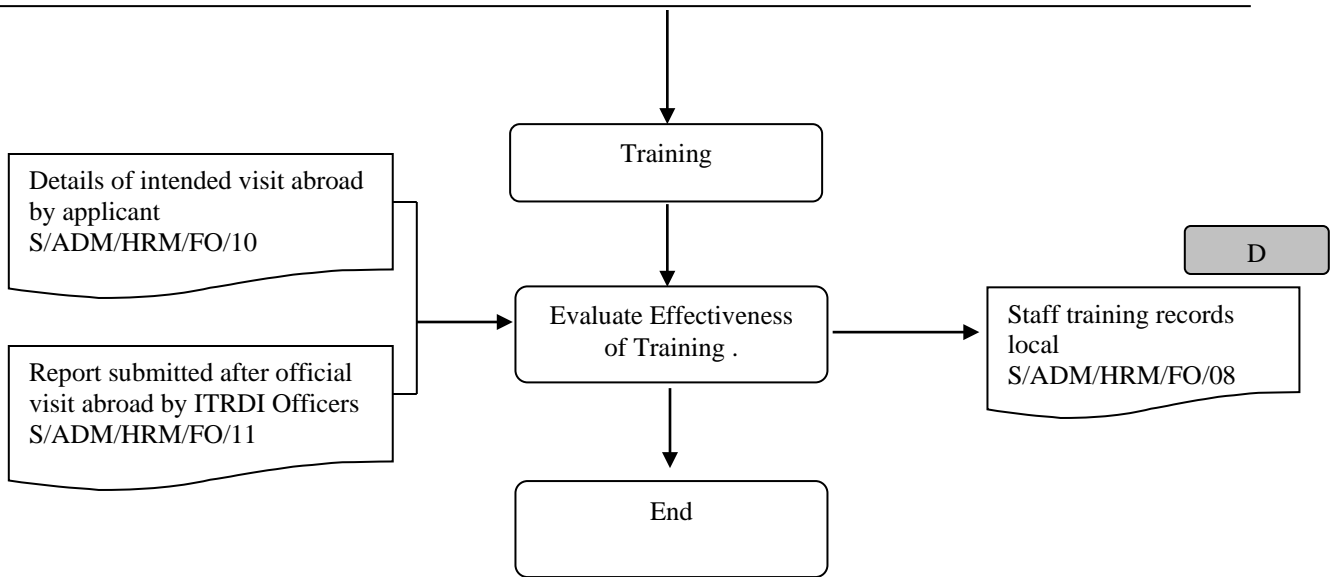 Training
Details of intended visit abroad
by applicant
S/ADM/HRM/FO/10
D
Evaluate Effectiveness
of Training .
Staff training records
local
S/ADM/HRM/FO/08
Report submitted after official
visit abroad by ITRDI Officers
S/ADM/HRM/FO/11
End